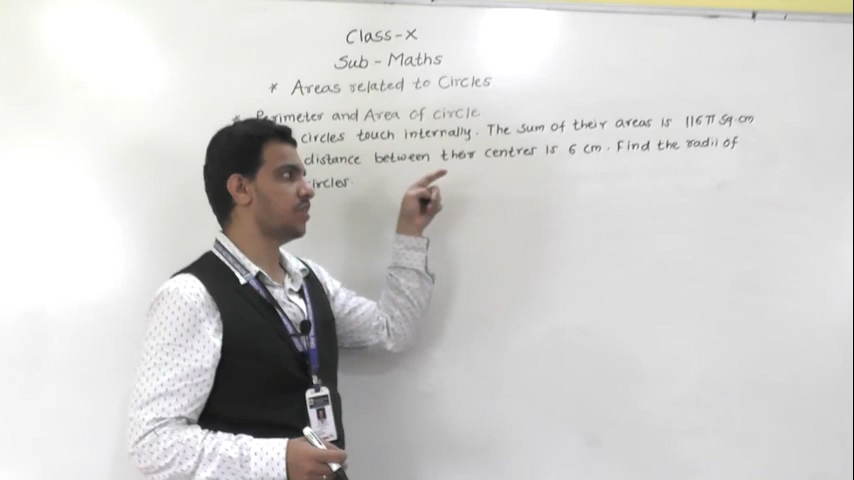 Class-X
Sub - Maths
* Areas related to Circles
* Perimeter and Area of circle
circles touch internally. The sum of their areas is 116π sq.cm
distance between their centres is 6 cm. Find the radii of
circles.